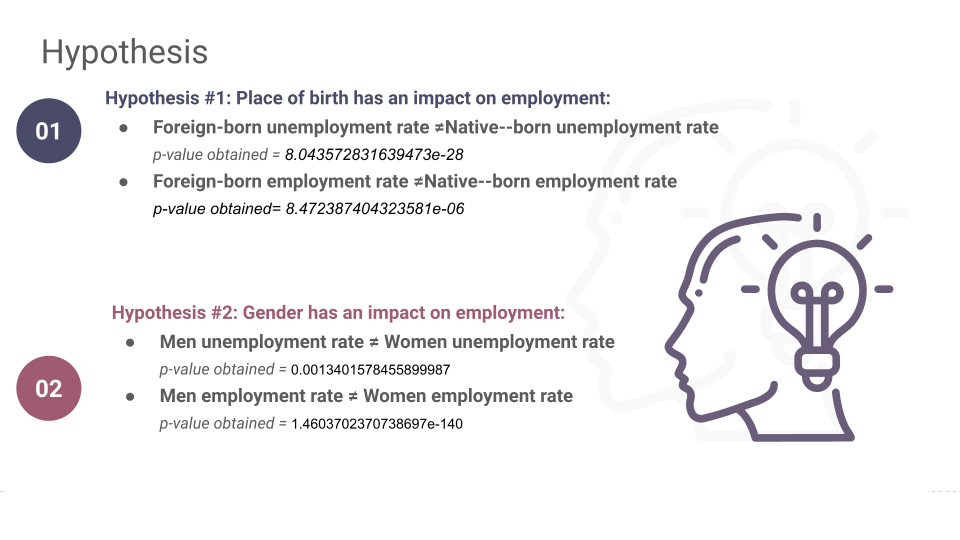 Hypothesis
01
Hypothesis #1: Place of birth has an impact on employment:
● Foreign-born unemployment rate ≠Native--born unemployment rate
p-value obtained = 8.043572831639473e-28
● Foreign-born employment rate ≠Native--born employment rate
p-value obtained= 8.472387404323581e-06
02
Hypothesis #2: Gender has an impact on employment:
● Men unemployment rate ≠ Women unemployment rate
p-value obtained = 0.0013401578455899987
● Men employment rate ≠ Women employment rate
p-value obtained = 1.4603702370738697e-140